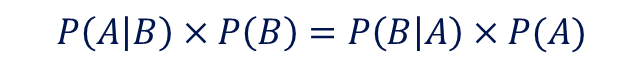 P(A|B) × P(B) = P(B|A) × P(A)